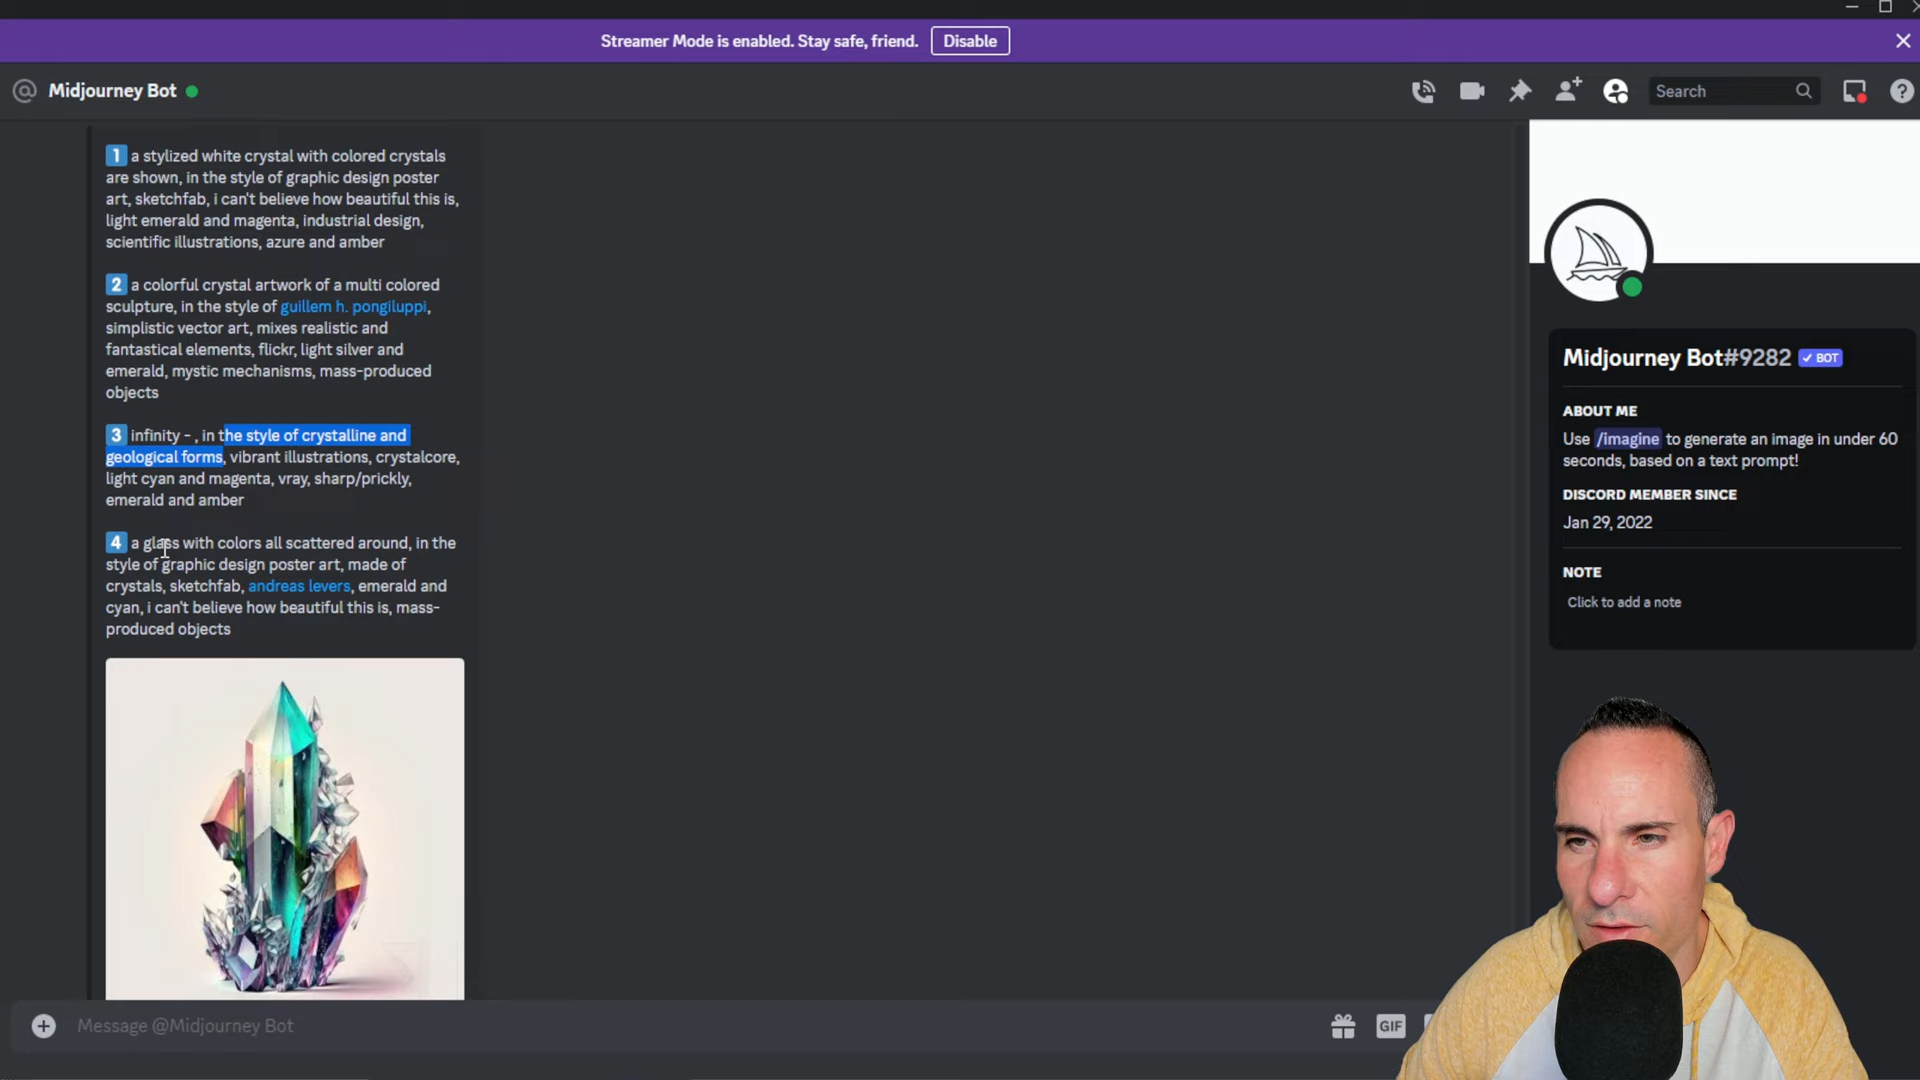 Streamer Mode is enabled. Stay safe, friend. Disable
Midjourney Bot
Search
1 a stylized white crystal with colored crystals
are shown, in the style of graphic design poster
art, sketchfab, i can't believe how beautiful this is,
light emerald and magenta, industrial design,
scientific illustrations, azure and amber
2 a colorful crystal artwork of a multi colored
sculpture, in the style of guillem h. pongiluppi,
simplistic vector art, mixes realistic and
fantastical elements, flickr, light silver and
emerald, mystic mechanisms, mass-produced
objects
3 infinity - , in the style of crystalline and
geological forms, vibrant illustrations, crystalcore,
light cyan and magenta, vray, sharp/prickly,
emerald and amber
4 a glass with colors all scattered around, in the
style of graphic design poster art, made of
crystals, sketchfab, andreas levers, emerald and
cyan, i can't believe how beautiful this is, mass-
produced objects
Message @Midjourney Bot
GIF
Midjourney Bot#9282 ✓ BOT
ABOUT ME
Use /imagine to generate an image in under 60
seconds, based on a text prompt!
DISCORD MEMBER SINCE
Jan 29, 2022
NOTE
Click to add a note